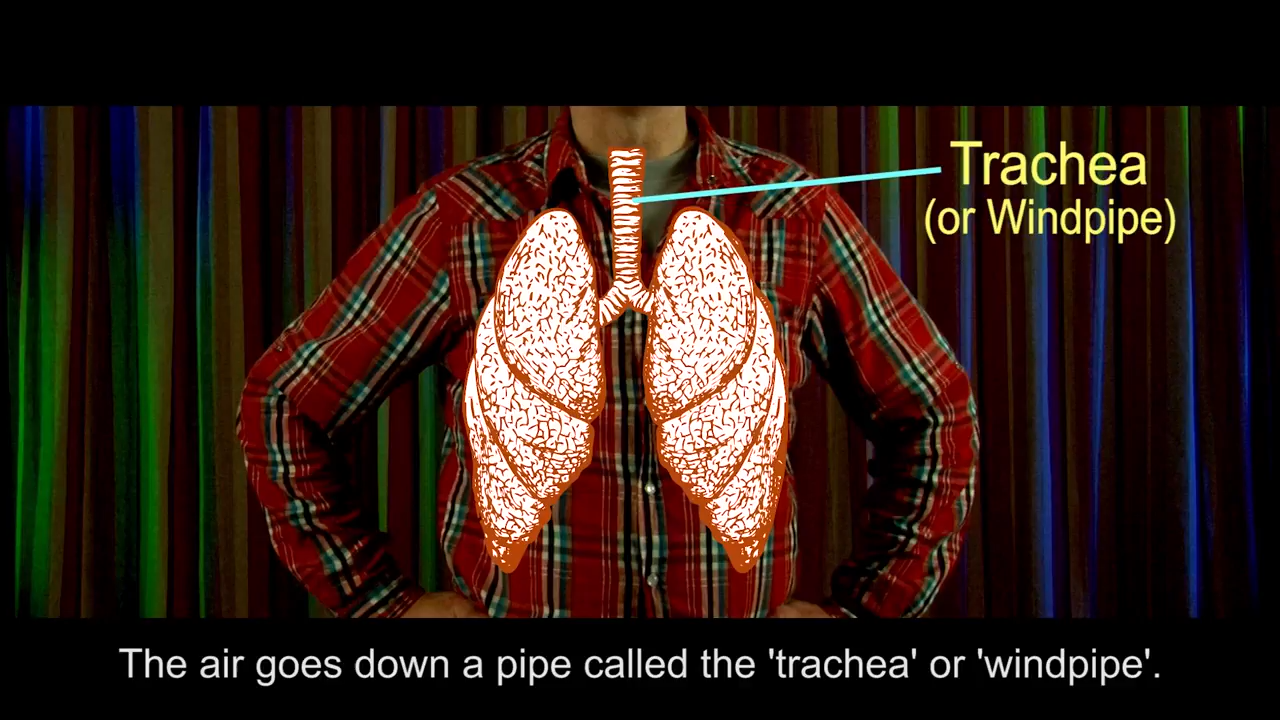 Trachea
(or Windpipe)
The air goes down a pipe called the 'trachea' or 'windpipe'.